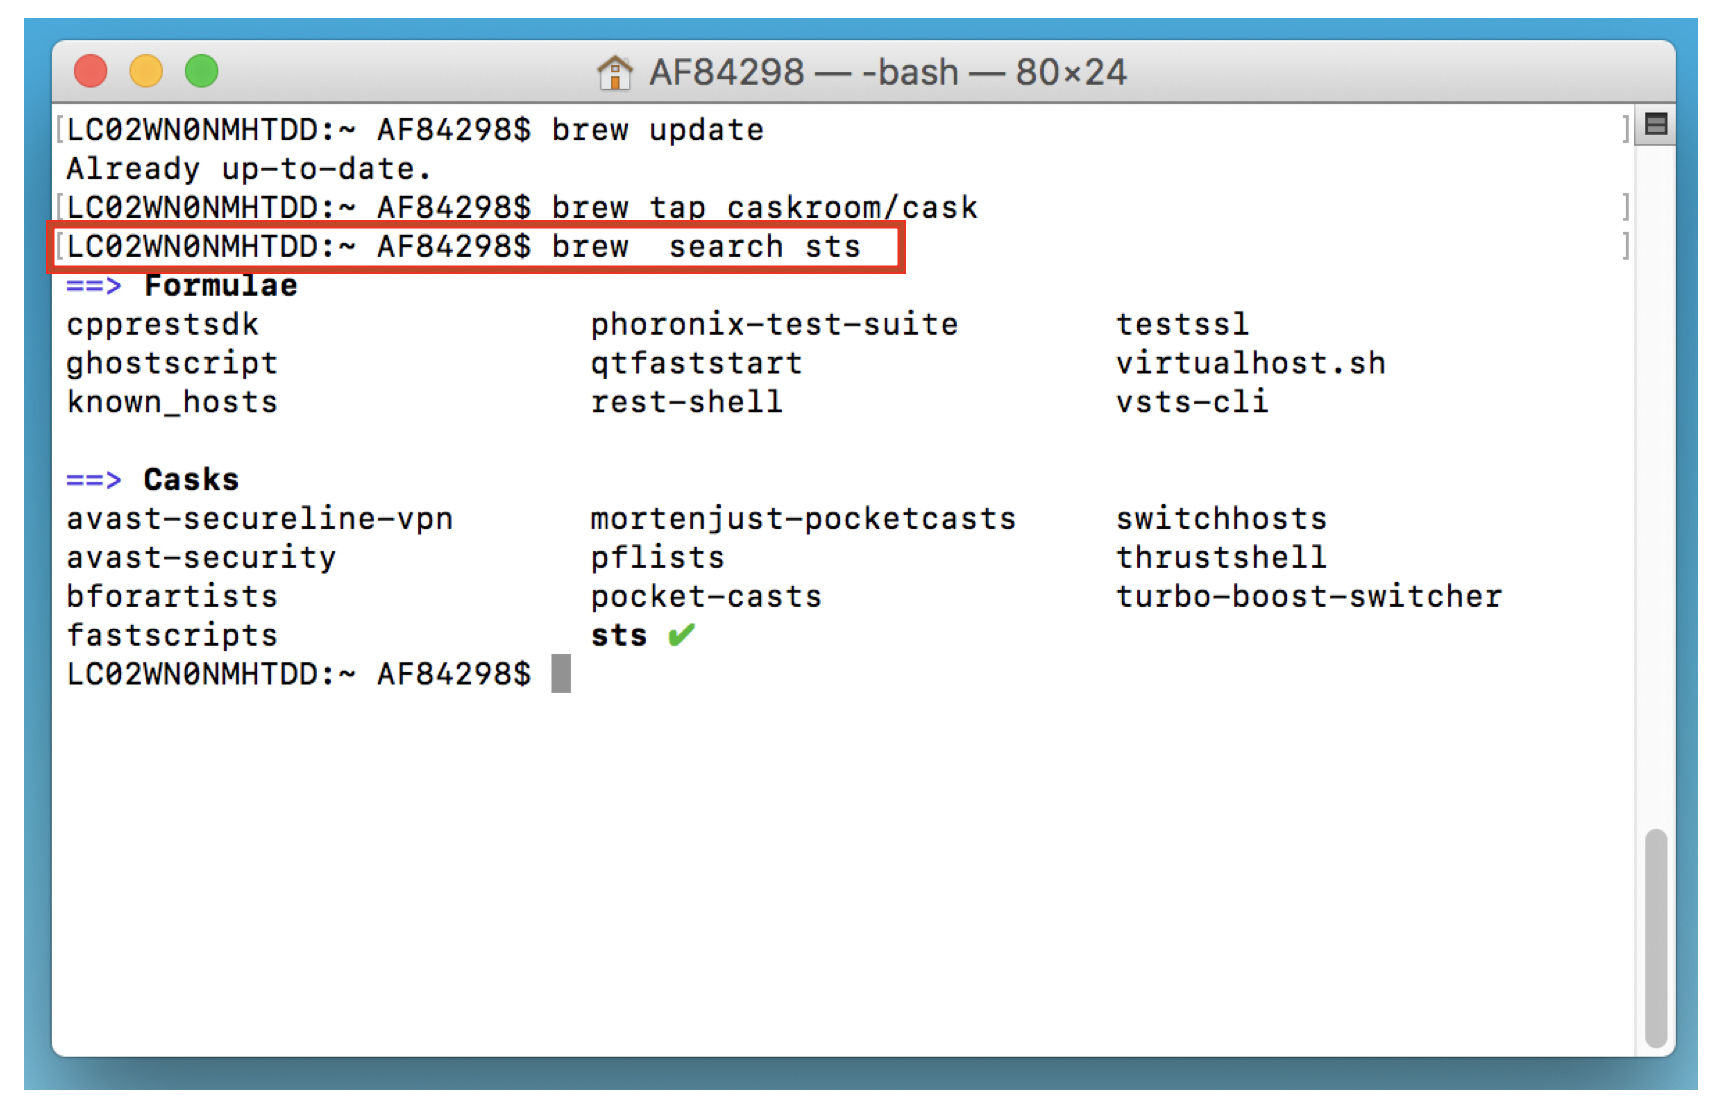 AF84298 — -bash — 80×24
[LC02WN0NMHTDD:~ AF84298$ brew update ]
Already up-to-date.
[LC02WN0NMHTDD:~ AF84298$ brew tap caskroom/cask ]
[LC02WN0NMHTDD:~ AF84298$ brew  search sts ]
==> Formulae
cpprestsdk phoronix-test-suite testssl
ghostscript qtfaststart virtualhost.sh
known_hosts rest-shell vsts-cli
==> Casks
avast-secureline-vpn mortenjust-pocketcasts switchhosts
avast-security pflists thrustshell
bforartists pocket-casts turbo-boost-switcher
fastscripts sts ✔
LC02WN0NMHTDD:~ AF84298$